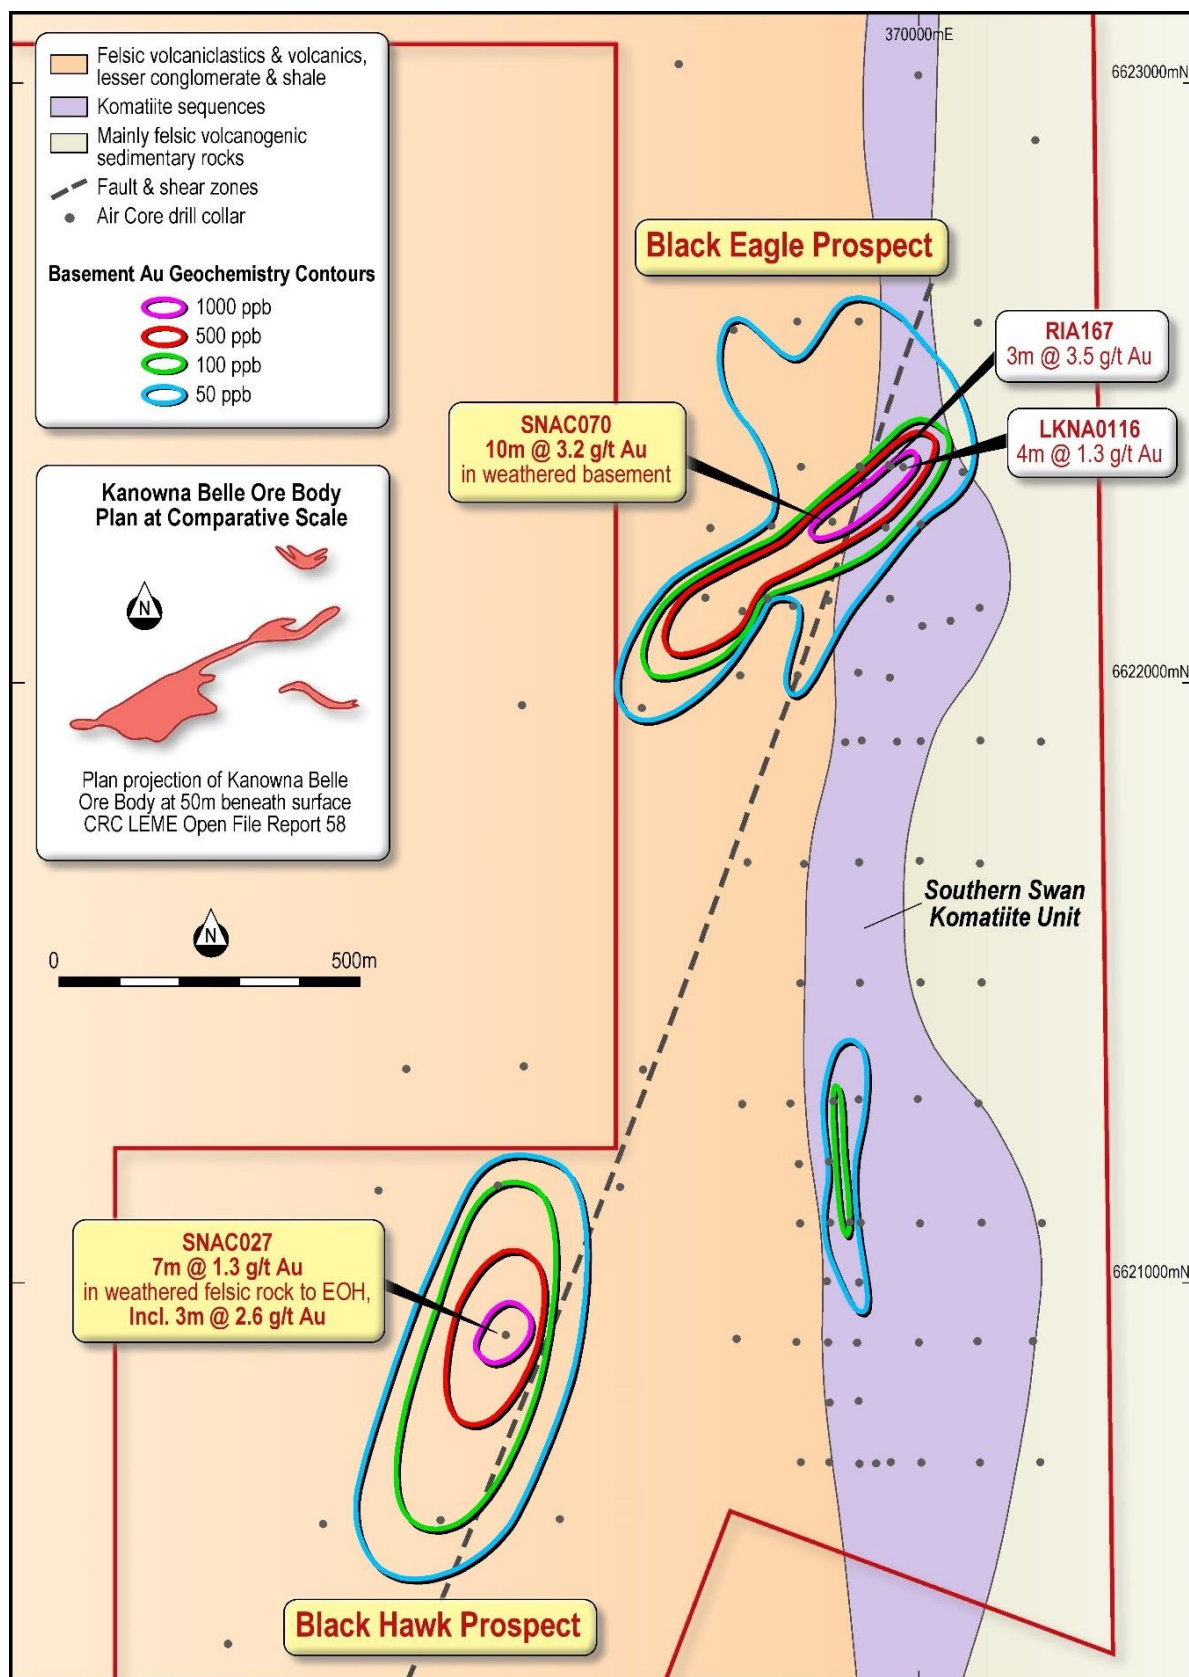 370000mE
6623000mN
Felsic volcaniclastics & volcanics,
lesser conglomerate & shale
Komatiite sequences
Mainly felsic volcanogenic
sedimentary rocks
Fault & shear zones
Air Core drill collar
Basement Au Geochemistry Contours
1000 ppb
500 ppb
100 ppb
50 ppb
Black Eagle Prospect
RIA167
3m @ 3.5 g/t Au
LKNA0116
4m @ 1.3 g/t Au
SNAC070
10m @ 3.2 g/t Au
in weathered basement
Kanowna Belle Ore Body
Plan at Comparative Scale
N
Plan projection of Kanowna Belle
Ore Body at 50m beneath surface
CRC LEME Open File Report 58
6622000mN
Southern Swan
Komatiite Unit
N
0 500m
SNAC027
7m @ 1.3 g/t Au
in weathered felsic rock to EOH,
Incl. 3m @ 2.6 g/t Au
6621000mN
Black Hawk Prospect